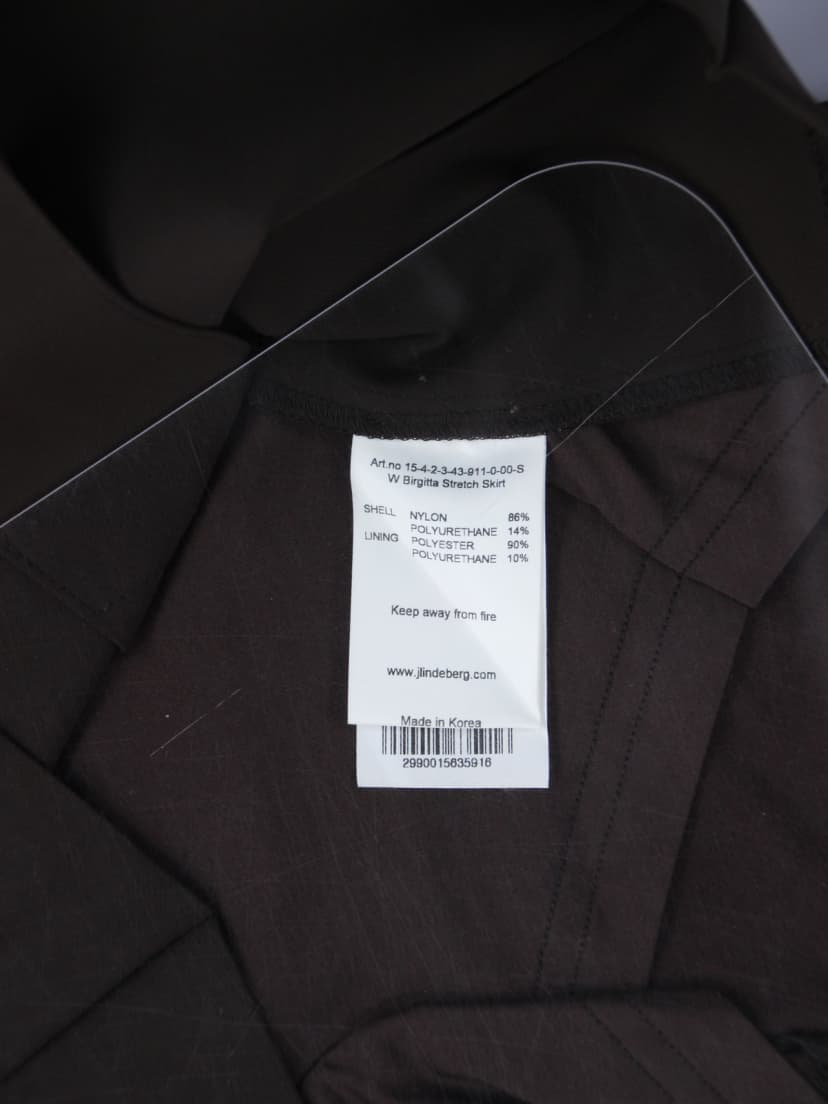 Art.no 15-4-2-3-43-911-0-00-S
W Birgitta Stretch Skirt
SHELL NYLON 86%
POLYURETHANE 14%
LINING POLYESTER 90%
POLYURETHANE 10%
Keep away from fire
www.jlindeberg.com
Made in Korea
2990015635916